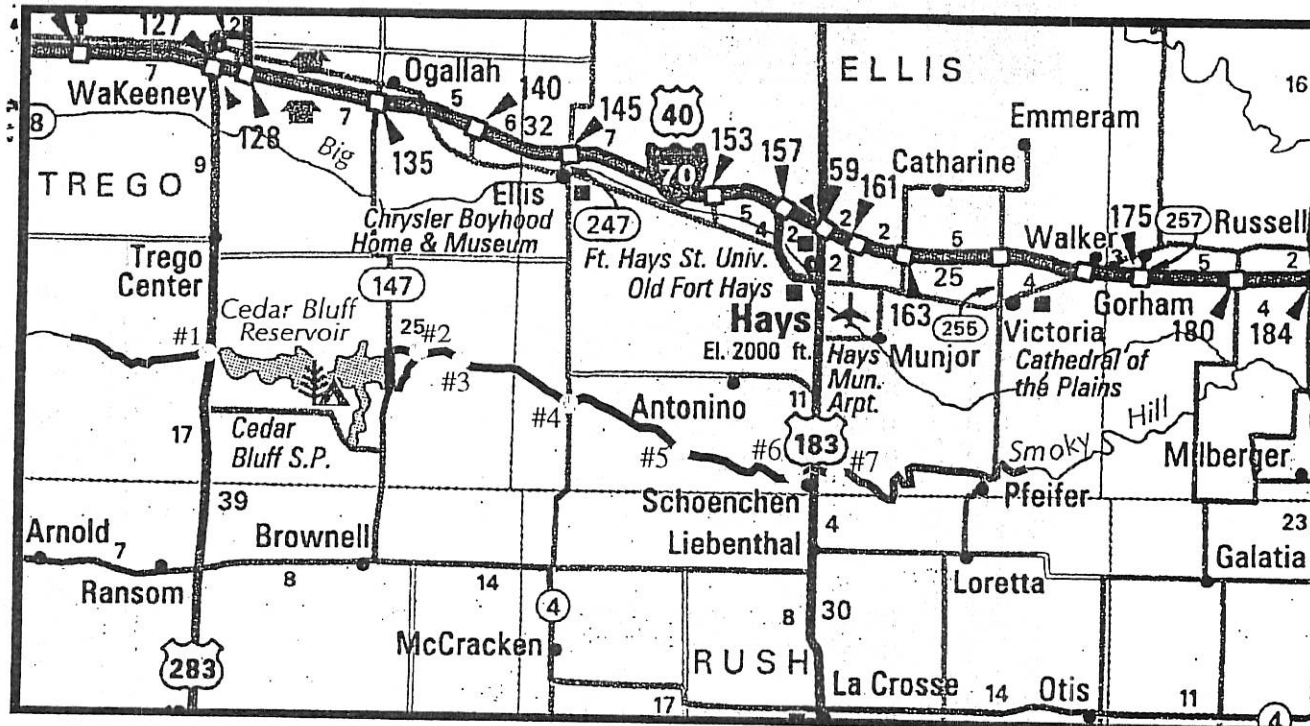 127
2
7
WaKeeney
128
8
Ogallah
5
140
7
135
6
32
145
7
40
70
153
157
59
161
ELLIS
Emmeram
Catharine
16
TREGO
9
Big
Ellis
Chrysler Boyhood
Home & Museum
247
5
4
2
2
2
2
5
25
Ft. Hays St. Univ.
Old Fort Hays
Hays
El. 2000 ft.
163
255
Walker
3
175
257
Russell
4
Gorham
5
2
4
180
184
Victoria
Cathedral of
the Plains
Hays
Mun.
Arpt.
Munjor
Trego
Center
147
Cedar Bluff
Reservoir
#1
25
#2
#3
#4
#5
#6
#7
Antonino
11
183
Smoky
Hill
Milberger
17
Cedar
Bluff S.P.
39
Schoenchen
Pfeifer
Liebenthal
4
23
Arnold
7
Ransom
8
Brownell
14
Loretta
Galatia
4
McCracken
8
30
RUSH
283
17
La Crosse
14
Otis
11
4